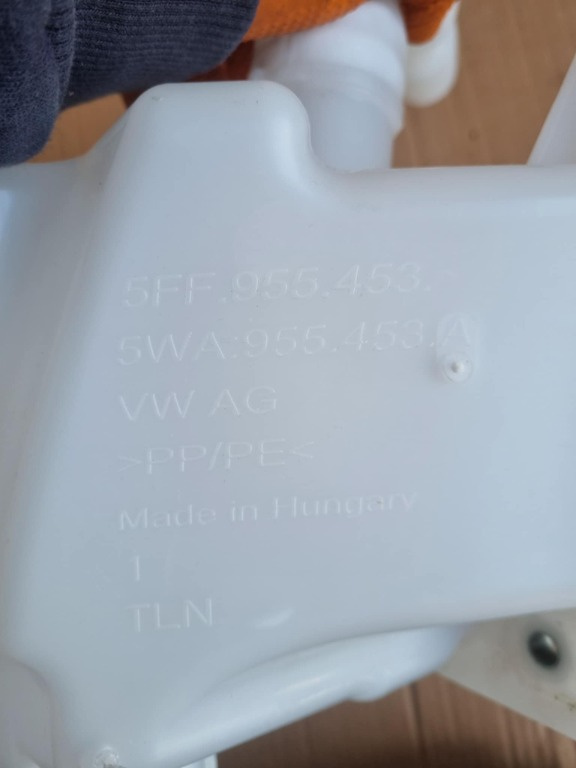 5FF.955.453.
5WA:955.453.A
VW AG
>PP/PE<
Made in Hungary
1
TLN